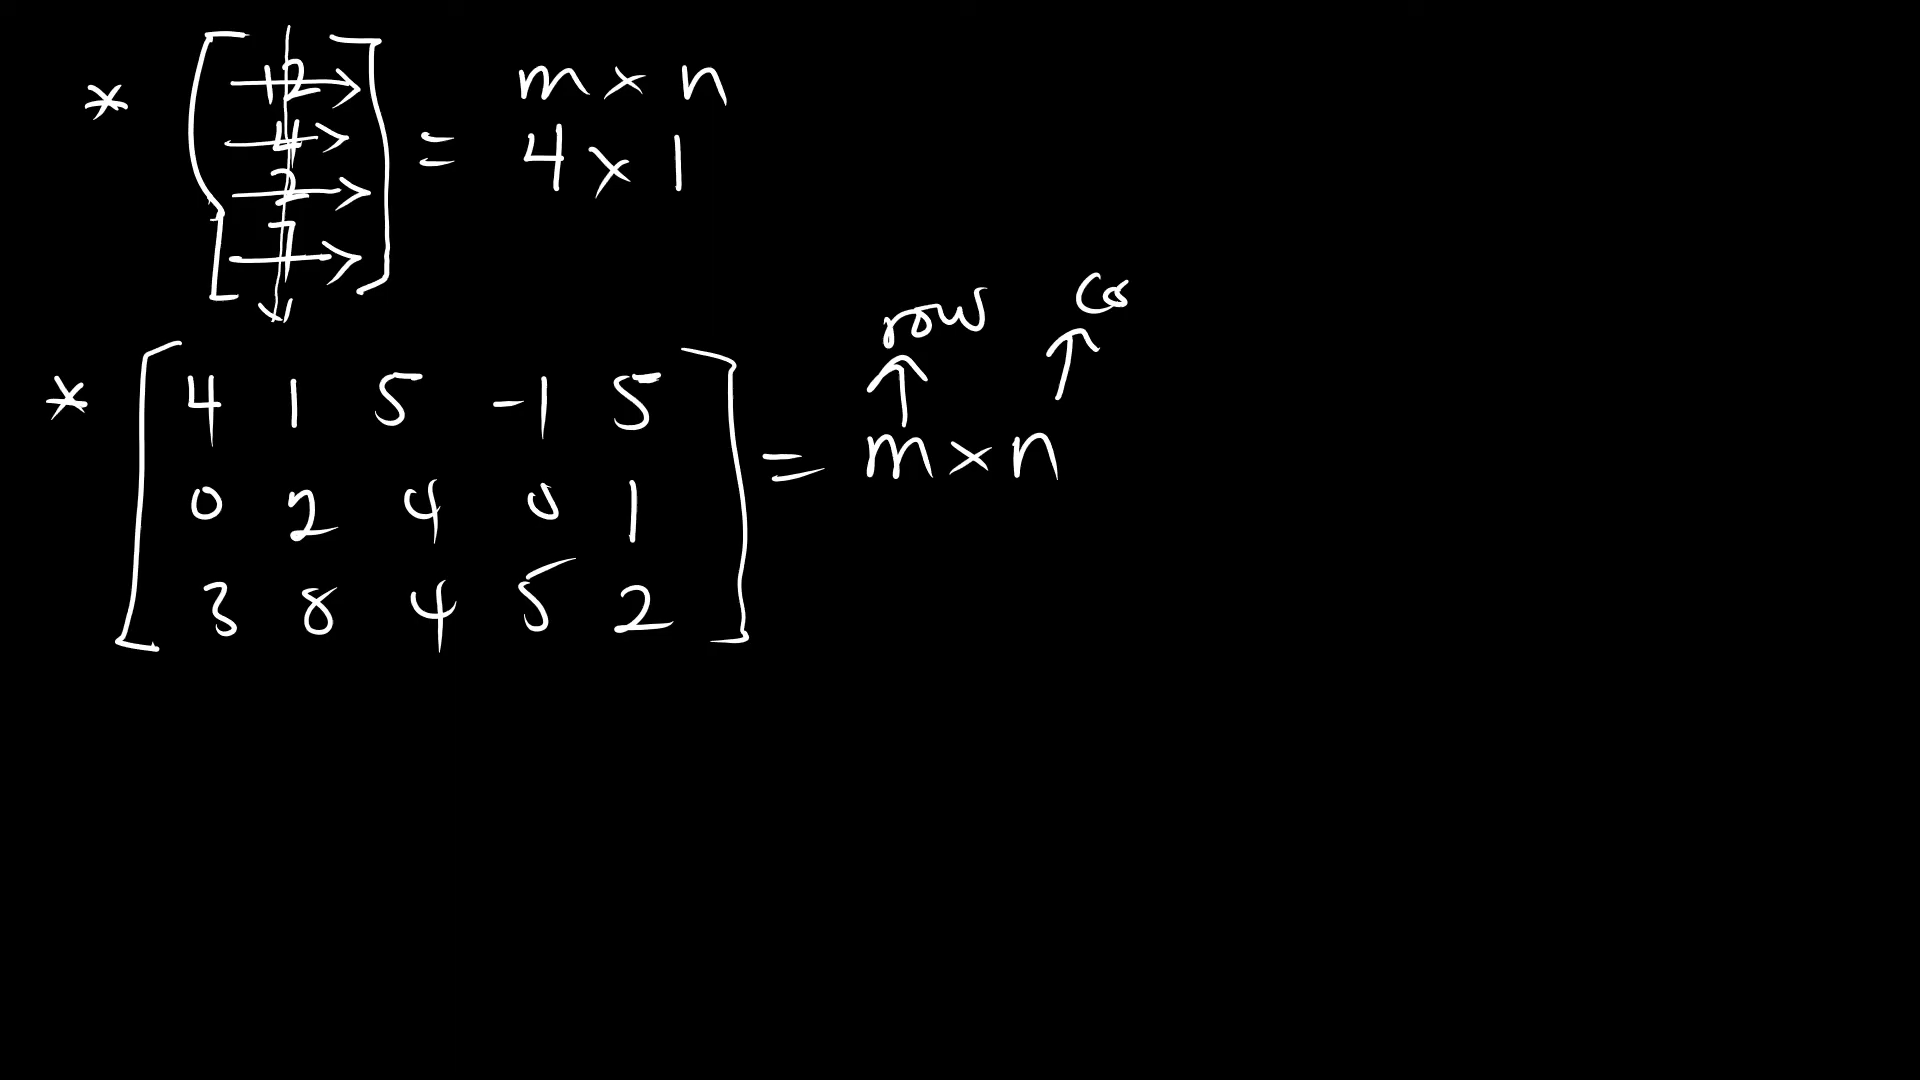 * [12 = m × n
4 4 × 1
2
7]
row co
* [4 1 5 -1 5
0 2 4 0 1 = m × n
3 8 4 5 2]